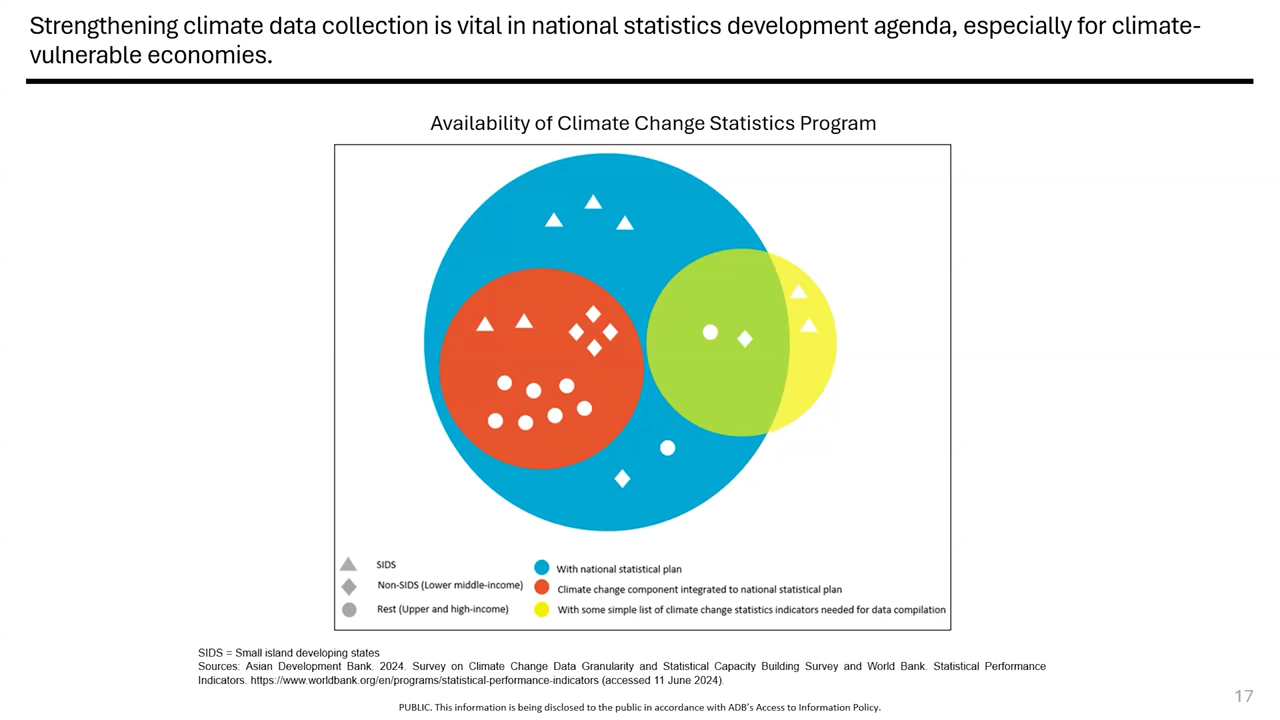 Strengthening climate data collection is vital in national statistics development agenda, especially for climate-
vulnerable economies.
Availability of Climate Change Statistics Program
SIDS
Non-SIDS (Lower middle-income)
Rest (Upper and high-income)
With national statistical plan
Climate change component integrated to national statistical plan
With some simple list of climate change statistics indicators needed for data compilation
SIDS = Small island developing states
Sources: Asian Development Bank. 2024. Survey on Climate Change Data Granularity and Statistical Capacity Building Survey and World Bank. Statistical Performance
Indicators. https://www.worldbank.org/en/programs/statistical-performance-indicators (accessed 11 June 2024).
PUBLIC. This information is being disclosed to the public in accordance with ADB's Access to Information Policy.
17